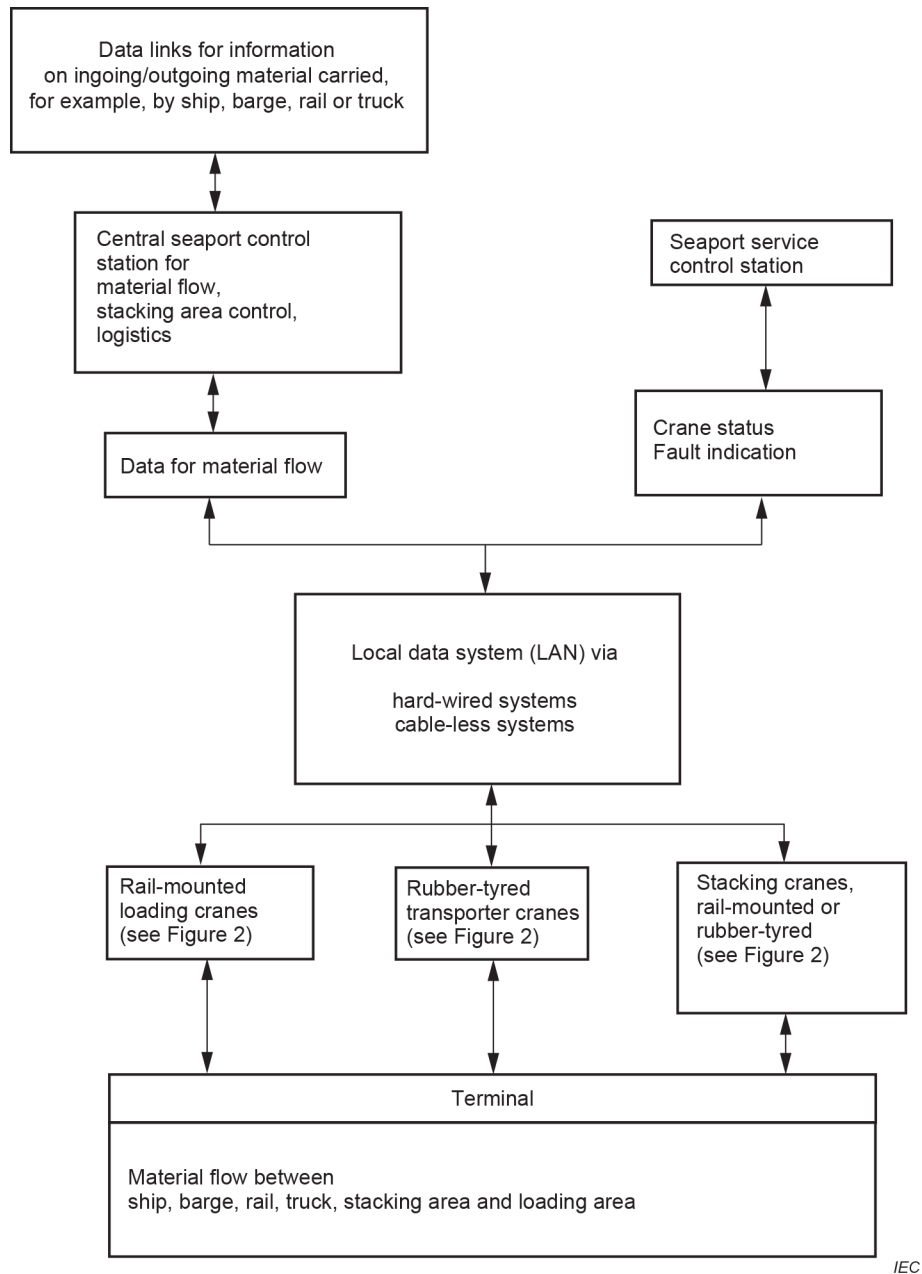 Data links for information
on ingoing/outgoing material carried,
for example, by ship, barge, rail or truck
Central seaport control
station for
material flow,
stacking area control,
logistics
Seaport service
control station
Data for material flow
Crane status
Fault indication
Local data system (LAN) via
hard-wired systems
cable-less systems
Rail-mounted
loading cranes
(see Figure 2)
Rubber-tyred
transporter cranes
(see Figure 2)
Stacking cranes,
rail-mounted or
rubber-tyred
(see Figure 2)
Terminal
Material flow between
ship, barge, rail, truck, stacking area and loading area
IEC